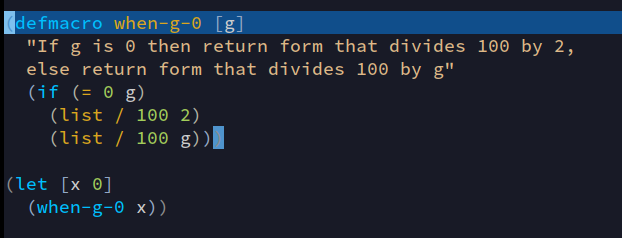 (defmacro when-g-0 [g]
  "If g is 0 then return form that divides 100 by 2,
  else return form that divides 100 by g"
  (if (= 0 g)
    (list / 100 2)
    (list / 100 g)))
(let [x 0]
  (when-g-0 x))